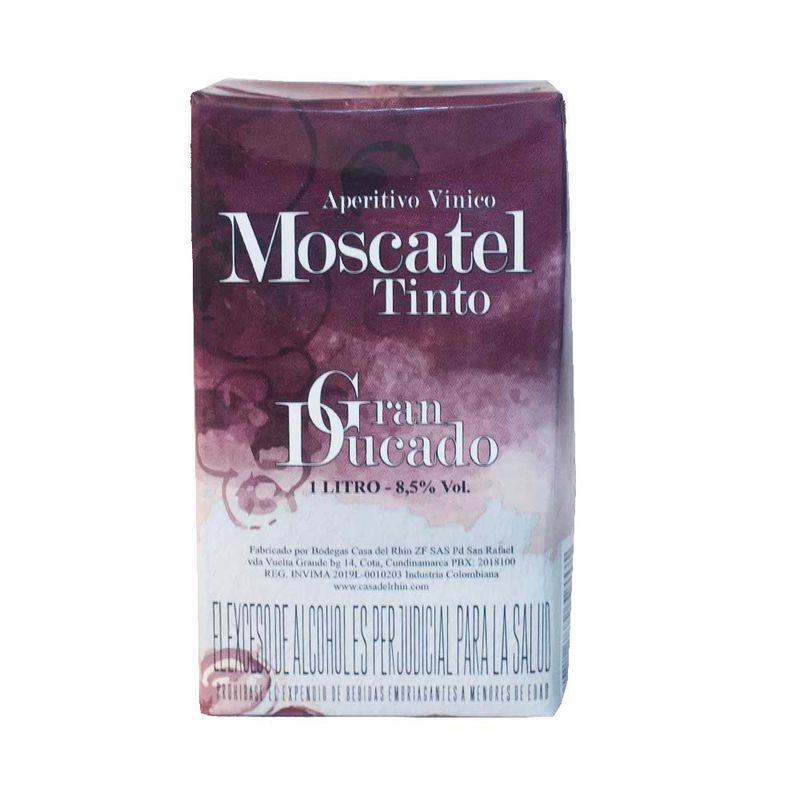 Aperitivo Vínico
Moscatel
Tinto
Gran
Ducado
1 LITRO - 8,5% Vol.
Fabricado por Bodegas Casa del Rhin ZF SAS Pd San Rafael
vda Vuelta Grande bg 14, Cota, Cundinamarca PBX: 2018100
REG. INVIMA 2019L-0010203 Industria Colombiana
www.casadelrhin.com
EL EXCESO DE ALCOHOL ES PERJUDICIAL PARA LA SALUD
PROHIBASE EL EXPENDIO DE BEBIDAS EMBRIAGANTES A MENORES DE EDAD